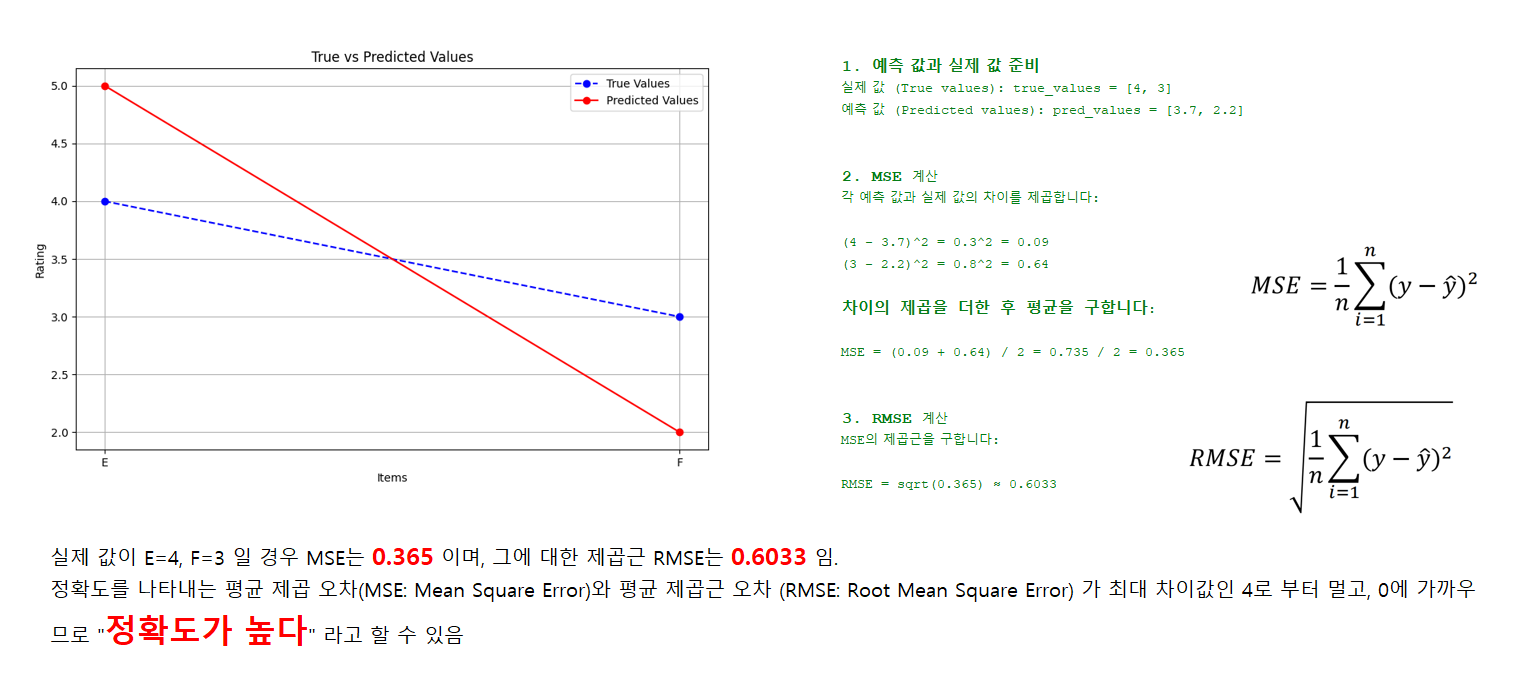 True vs Predicted Values
True Values
Predicted Values
5.0
4.5
4.0
3.5
3.0
2.5
2.0
Rating
E
F
Items
1. 예측 값과 실제 값 준비
실제 값 (True values): true_values = [4, 3]
예측 값 (Predicted values): pred_values = [3.7, 2.2]
2. MSE 계산
각 예측 값과 실제 값의 차이를 제곱합니다:
(4 - 3.7)^2 = 0.3^2 = 0.09
(3 - 2.2)^2 = 0.8^2 = 0.64
차이의 제곱을 더한 후 평균을 구합니다:
MSE = (0.09 + 0.64) / 2 = 0.735 / 2 = 0.365
3. RMSE 계산
MSE의 제곱근을 구합니다:
RMSE = sqrt(0.365) ≈ 0.6033
MSE = \frac{1}{n}\sum_{i=1}^{n}(y − ŷ)²
RMSE = \sqrt{\frac{1}{n}\sum_{i=1}^{n}(y − ŷ)²}
실제 값이 E=4, F=3 일 경우 MSE는 0.365 이며, 그에 대한 제곱근 RMSE는 0.6033 임.
정확도를 나타내는 평균 제곱 오차(MSE: Mean Square Error)와 평균 제곱근 오차 (RMSE: Root Mean Square Error) 가 최대 차이값인 4로 부터 멀고, 0에 가까우
므로 "정확도가 높다" 라고 할 수 있음